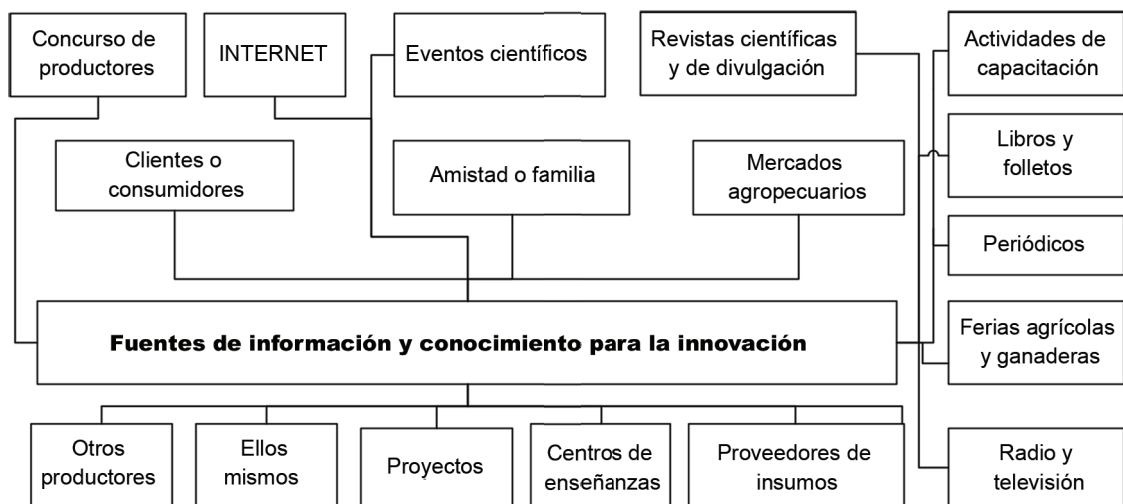 Concurso de
productores
INTERNET
Eventos científicos
Revistas científicas
y de divulgación
Actividades de
capacitación
Clientes o
consumidores
Amistad o familia
Mercados
agropecuarios
Libros y
folletos
Periódicos
Fuentes de información y conocimiento para la innovación
Ferias agrícolas
y ganaderas
Otros
productores
Ellos
mismos
Proyectos
Centros de
enseñanzas
Proveedores de
insumos
Radio y
televisión